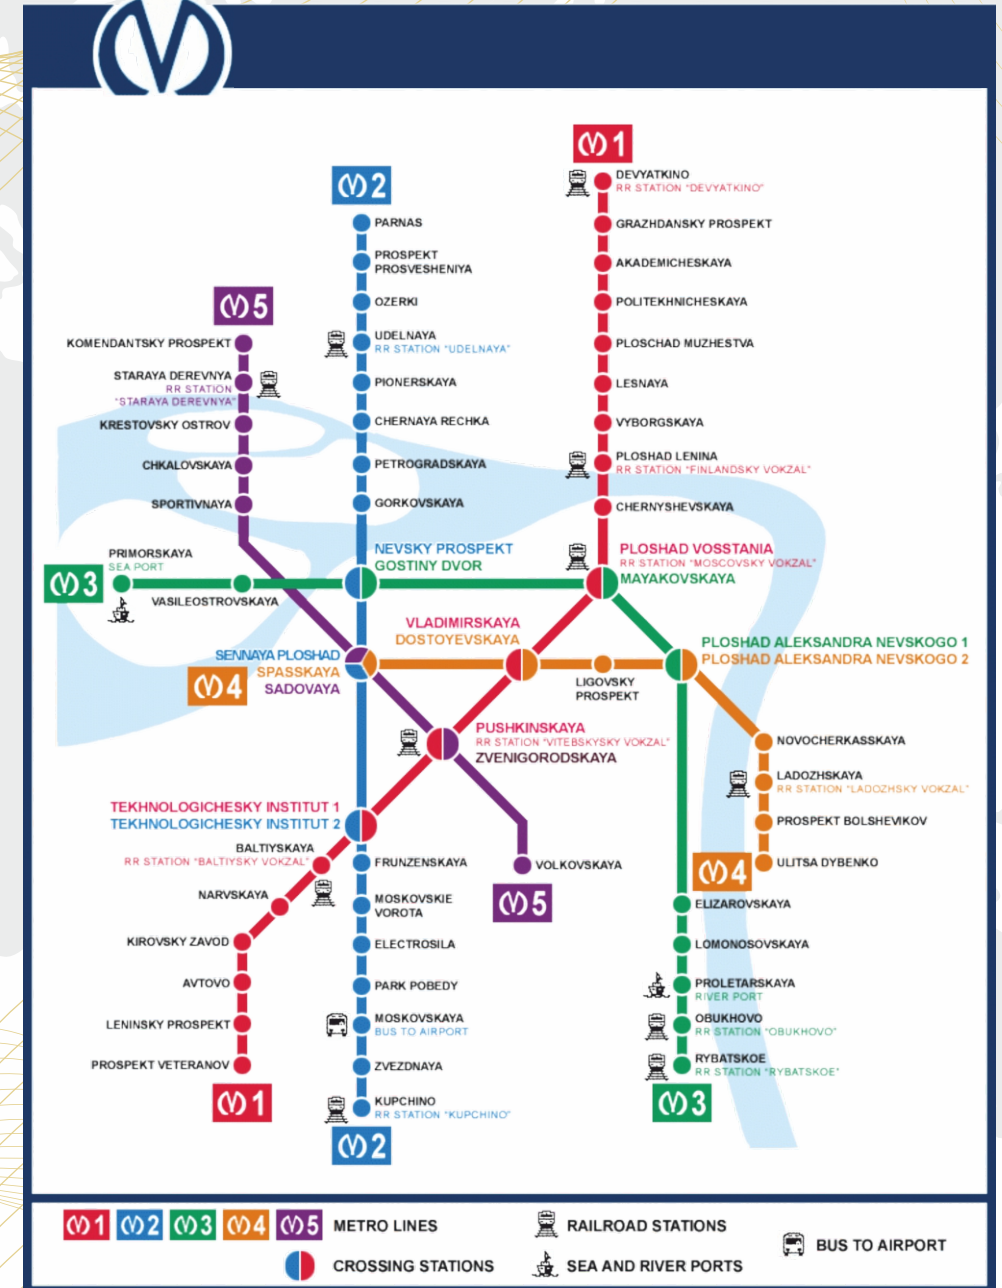 M 1
DEVYATKINO
RR STATION "DEVYATKINO"
GRAZHDANSKY PROSPEKT
AKADEMICHESKAYA
POLITEKHNICHESKAYA
PLOSCHAD MUZHESTVA
LESNAYA
VYBORGSKAYA
PLOSHAD LENINA
RR STATION "FINLANDSKY VOKZAL"
CHERNYSHEVSKAYA
PLOSHAD VOSSTANIA
RR STATION "MOSCOVSKY VOKZAL"
MAYAKOVSKAYA
M 2
PARNAS
PROSPEKT
PROSVESHENIYA
OZERKI
UDELNAYA
RR STATION "UDELNAYA"
PIONERSKAYA
CHERNAYA RECHKA
PETROGRADSKAYA
GORKOVSKAYA
NEVSKY PROSPEKT
GOSTINY DVOR
M 5
KOMENDANTSKY PROSPEKT
STARAYA DEREVNYA
RR STATION
"STARAYA DEREVNYA"
KRESTOVSKY OSTROV
CHKALOVSKAYA
SPORTIVNAYA
M 3
PRIMORSKAYA
SEA PORT
VASILEOSTROVSKAYA
VLADIMIRSKAYA
DOSTOYEVSKAYA
SENNAYA PLOSHAD
SPASSKAYA
SADOVAYA
M 4
LIGOVSKY
PROSPEKT
PLOSHAD ALEKSANDRA NEVSKOGO 1
PLOSHAD ALEKSANDRA NEVSKOGO 2
PUSHKINSKAYA
RR STATION "VITEBSKYSKY VOKZAL"
ZVENIGORODSKAYA
NOVOCHERKASSKAYA
LADOZHSKAYA
RR STATION "LADOZHSKY VOKZAL"
PROSPEKT BOLSHEVIKOV
ULITSA DYBENKO
M 4
TEKHNOLOGICHESKY INSTITUT 1
TEKHNOLOGICHESKY INSTITUT 2
BALTIYSKAYA
RR STATION "BALTIYSKY VOKZAL"
NARVSKAYA
KIROVSKY ZAVOD
AVTOVO
LENINSKY PROSPEKT
PROSPEKT VETERANOV
M 1
FRUNZENSKAYA
MOSKOVSKIE
VOROTA
ELECTROSILA
PARK POBEDY
MOSKOVSKAYA
BUS TO AIRPORT
ZVEZDNAYA
KUPCHINO
RR STATION "KUPCHINO"
M 2
VOLKOVSKAYA
M 5
ELIZAROVSKAYA
LOMONOSOVSKAYA
PROLETARSKAYA
RIVER PORT
OBUKHOVO
RR STATION "OBUKHOVO"
RYBATSKOE
RR STATION "RYBATSKOE"
M 3
M 1 M 2 M 3 M 4 M 5 METRO LINES
CROSSING STATIONS
RAILROAD STATIONS
SEA AND RIVER PORTS
BUS TO AIRPORT